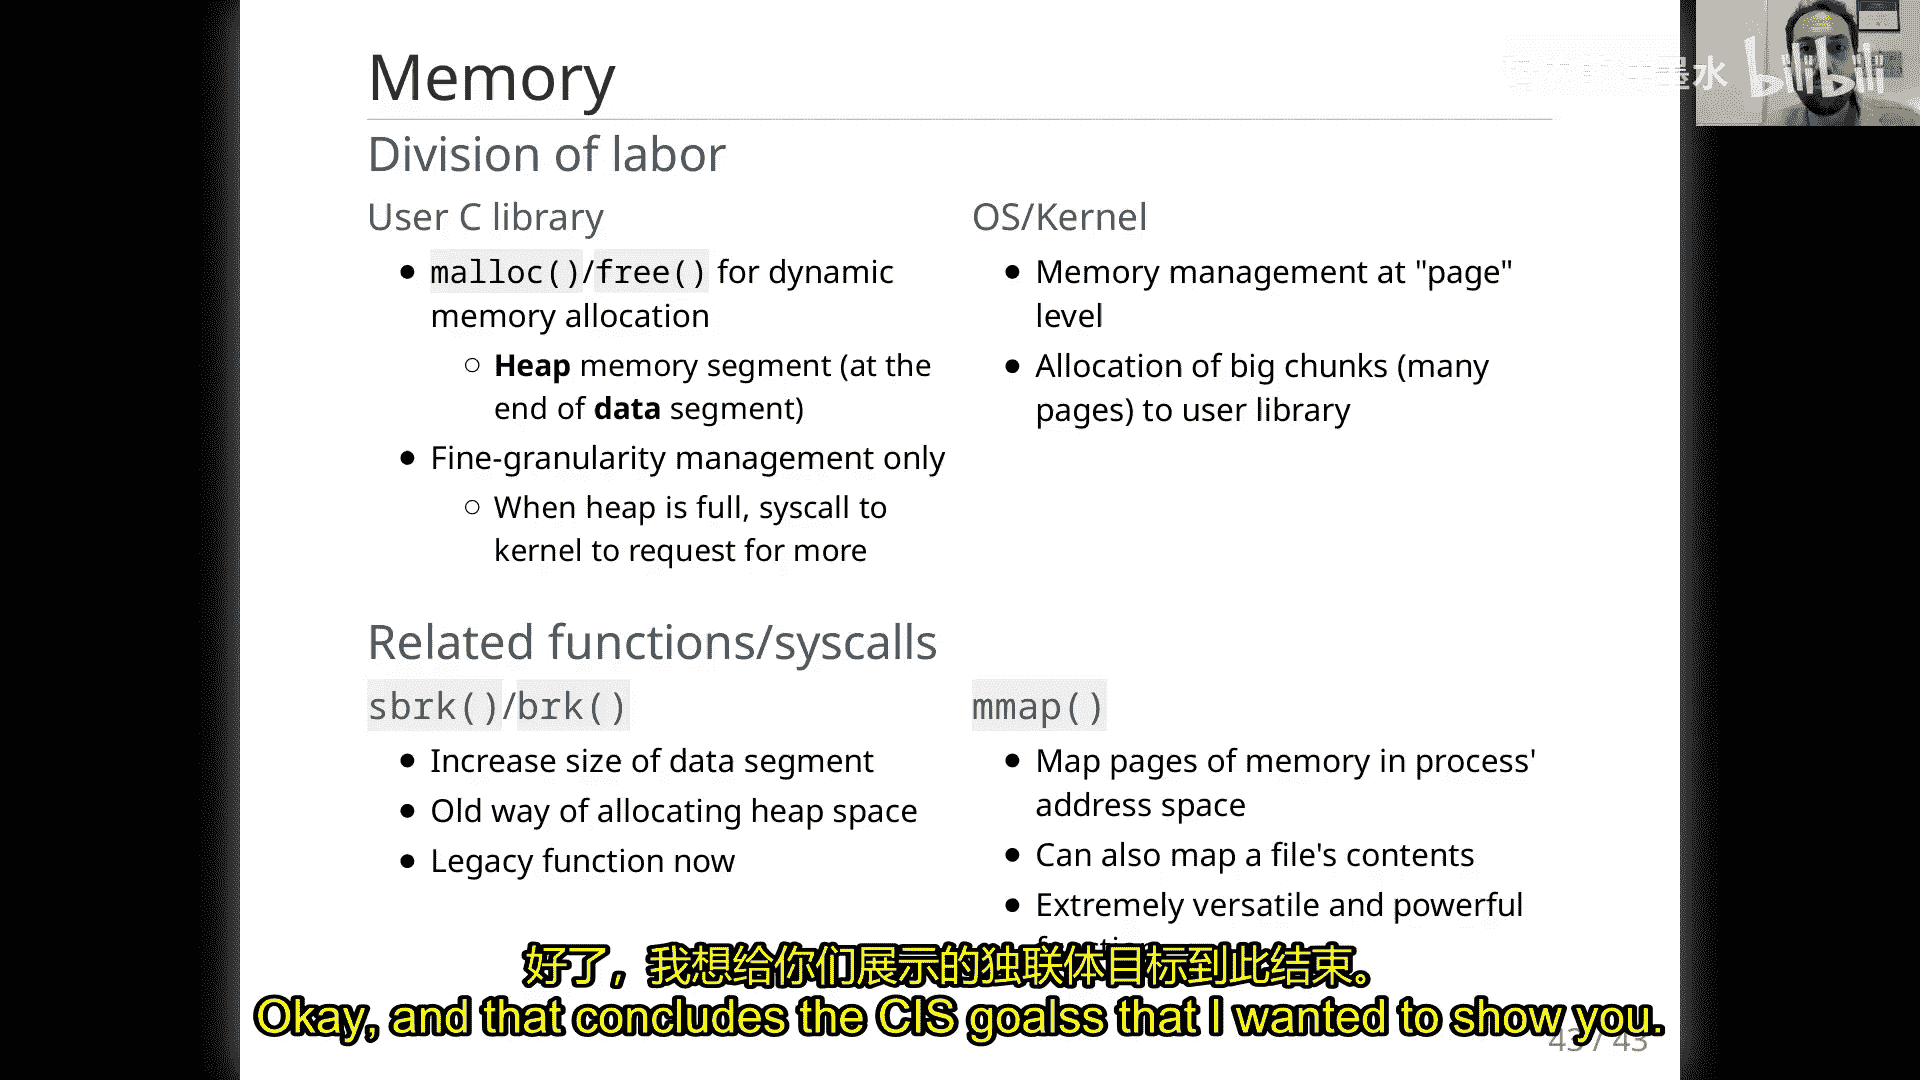 Memory
Division of labor
User C library
● malloc()/free() for dynamic
memory allocation
○ Heap memory segment (at the
end of data segment)
● Fine-granularity management only
○ When heap is full, syscall to
kernel to request for more
OS/Kernel
● Memory management at "page"
level
● Allocation of big chunks (many
pages) to user library
Related functions/syscalls
sbrk()/brk()
● Increase size of data segment
● Old way of allocating heap space
● Legacy function now
mmap()
● Map pages of memory in process'
address space
● Can also map a file's contents
● Extremely versatile and powerful
好了，我想给你们展示的独联体目标到此结束。
Okay, and that concludes the CIS goalss that I wanted to show you.
43 / 43
墨水
bilibili